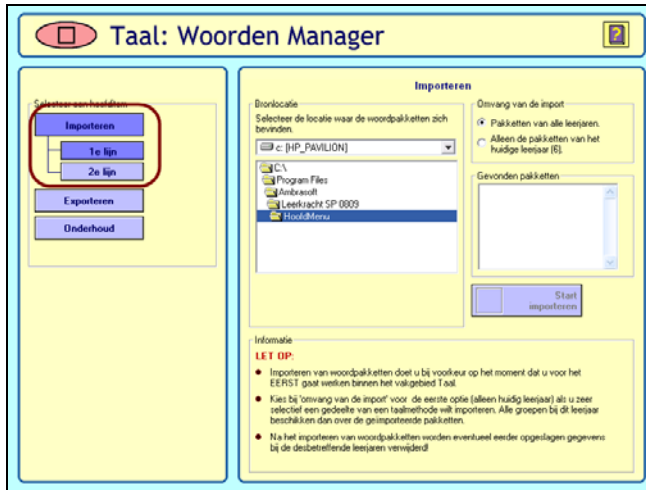 Taal: Woorden Manager
Selecteer een hoofditem
Importeren
1e lijn
2e lijn
Exporteren
Onderhoud
Importeren
Bronlocatie
Selecteer de locatie waar de woordpakketten zich
bevinden.
c: [HP_PAVILION]
C:\
Program Files
Ambrasoft
Leerkracht SP 0809
HoofdMenu
Omvang van de import
Pakketten van alle leerjaren.
Alleen de pakketten van het
huidige leerjaar [6].
Gevonden pakketten
Start
importeren
Informatie
LET OP:
Importeren van woordpakketten doet u bij voorkeur op het moment dat u voor het
EERST gaat werken binnen het vakgebied Taal.
Kies bij 'omvang van de import' voor de eerste optie (alleen huidig leerjaar) als u zeer
selectief een gedeelte van een taalmethode wilt importeren. Alle groepen bij dit leerjaar
beschikken dan over de geïmporteerde pakketten.
Na het importeren van woordpakketten worden eventueel eerder opgeslagen gegevens
bij de desbetreffende leerjaren verwijderd!